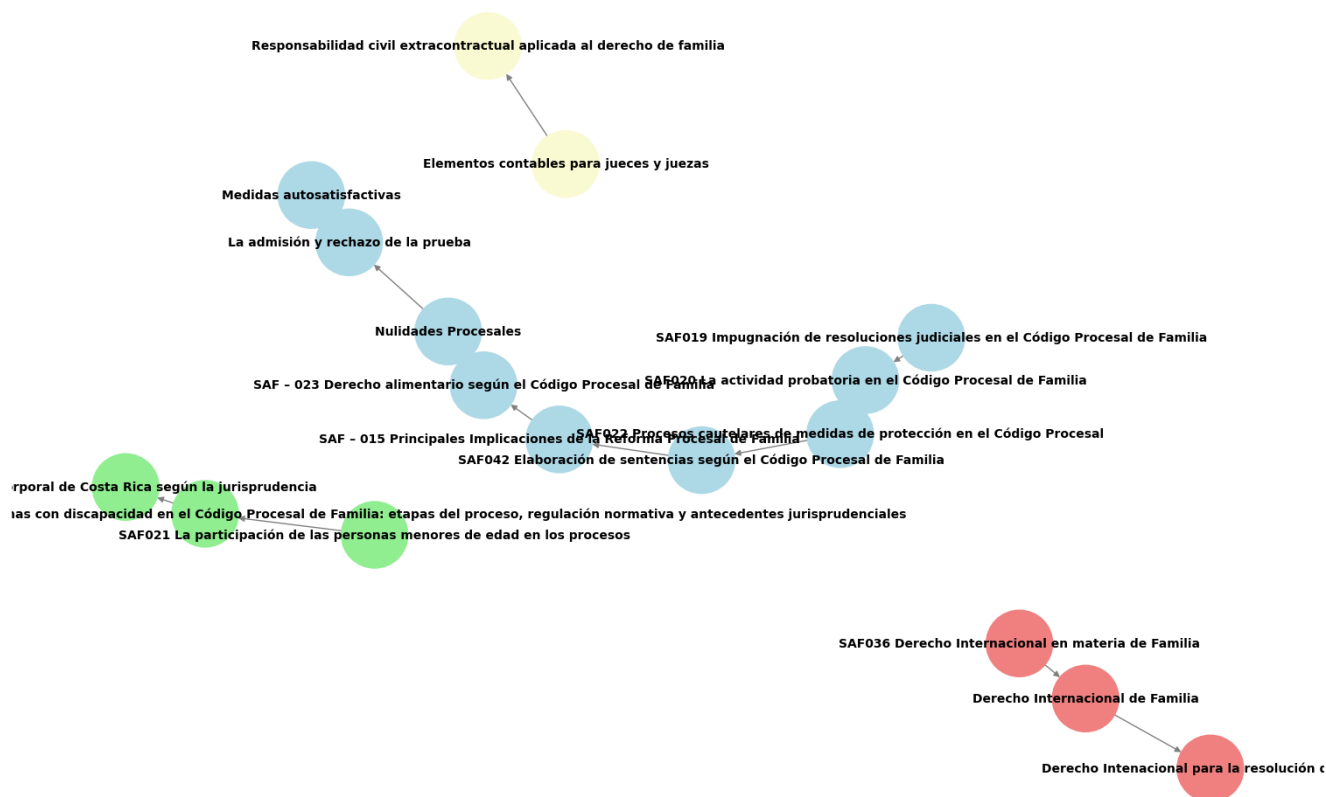 Responsabilidad civil extracontractual aplicada al derecho de familia
Elementos contables para jueces y juezas
Medidas autosatisfactivas
La admisión y rechazo de la prueba
Nulidades Procesales
SAF019 Impugnación de resoluciones judiciales en el Código Procesal de Familia
SAF020 La actividad probatoria en el Código Procesal de Familia
SAF – 023 Derecho alimentario según el Código Procesal de Familia
SAF022 Procesos cautelares de medidas de protección en el Código Procesal
SAF – 015 Principales Implicaciones de la Reforma Procesal de Familia
SAF042 Elaboración de sentencias según el Código Procesal de Familia
orporal de Costa Rica según la jurisprudencia
nas con discapacidad en el Código Procesal de Familia: etapas del proceso, regulación normativa y antecedentes jurisprudenciales
SAF021 La participación de las personas menores de edad en los procesos
SAF036 Derecho Internacional en materia de Familia
Derecho Internacional de Familia
Derecho Intenacional para la resolución